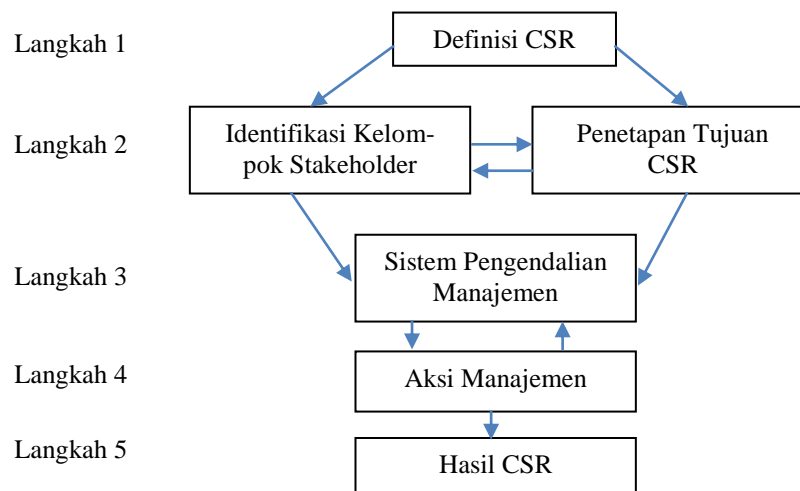 Langkah 1
Definisi CSR
Langkah 2
Identifikasi Kelom-
pok Stakeholder
Penetapan Tujuan
CSR
Langkah 3
Sistem Pengendalian
Manajemen
Langkah 4
Aksi Manajemen
Langkah 5
Hasil CSR